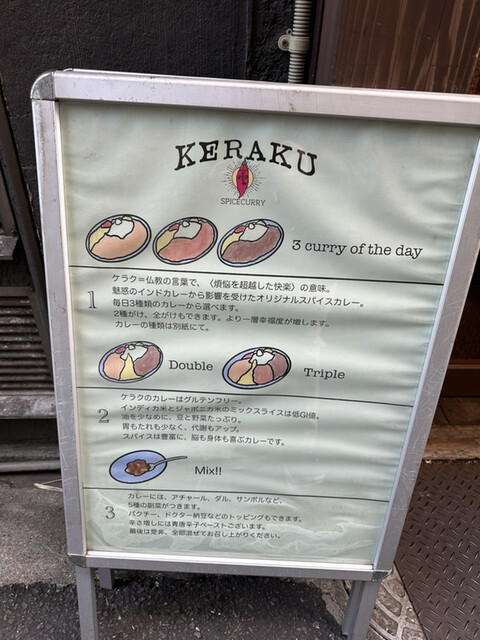 KERAKU
SPICECURRY
3 curry of the day
1
ケラク＝仏教の言葉で、〈煩悩を超越した快楽〉の意味。
魅惑のインドカレーから影響を受けたオリジナルスパイスカレー。
毎日3種類のカレーから選べます。
2種がけ、全がけもできます。より一層幸福度が増します。
カレーの種類は別紙にて。
Double
Triple
2
ケラクのカレーはグルテンフリー。
インディカ米とジャポニカ米のミックスライスは低GI値。
油を少なめに、豆と野菜たっぷり。
胃もたれも少なく、代謝もアップ。
スパイスは豊富に、脳も身体も喜ぶカレーです。
Mix!!
3
カレーには、アチャール、ダル、サンボルなど、
5種の副菜がつきます。
パクチー、ドクター納豆などのトッピングもできます。
辛さ増しには青唐辛子ペーストございます。
最後は是非、全部混ぜてお召し上がりください。